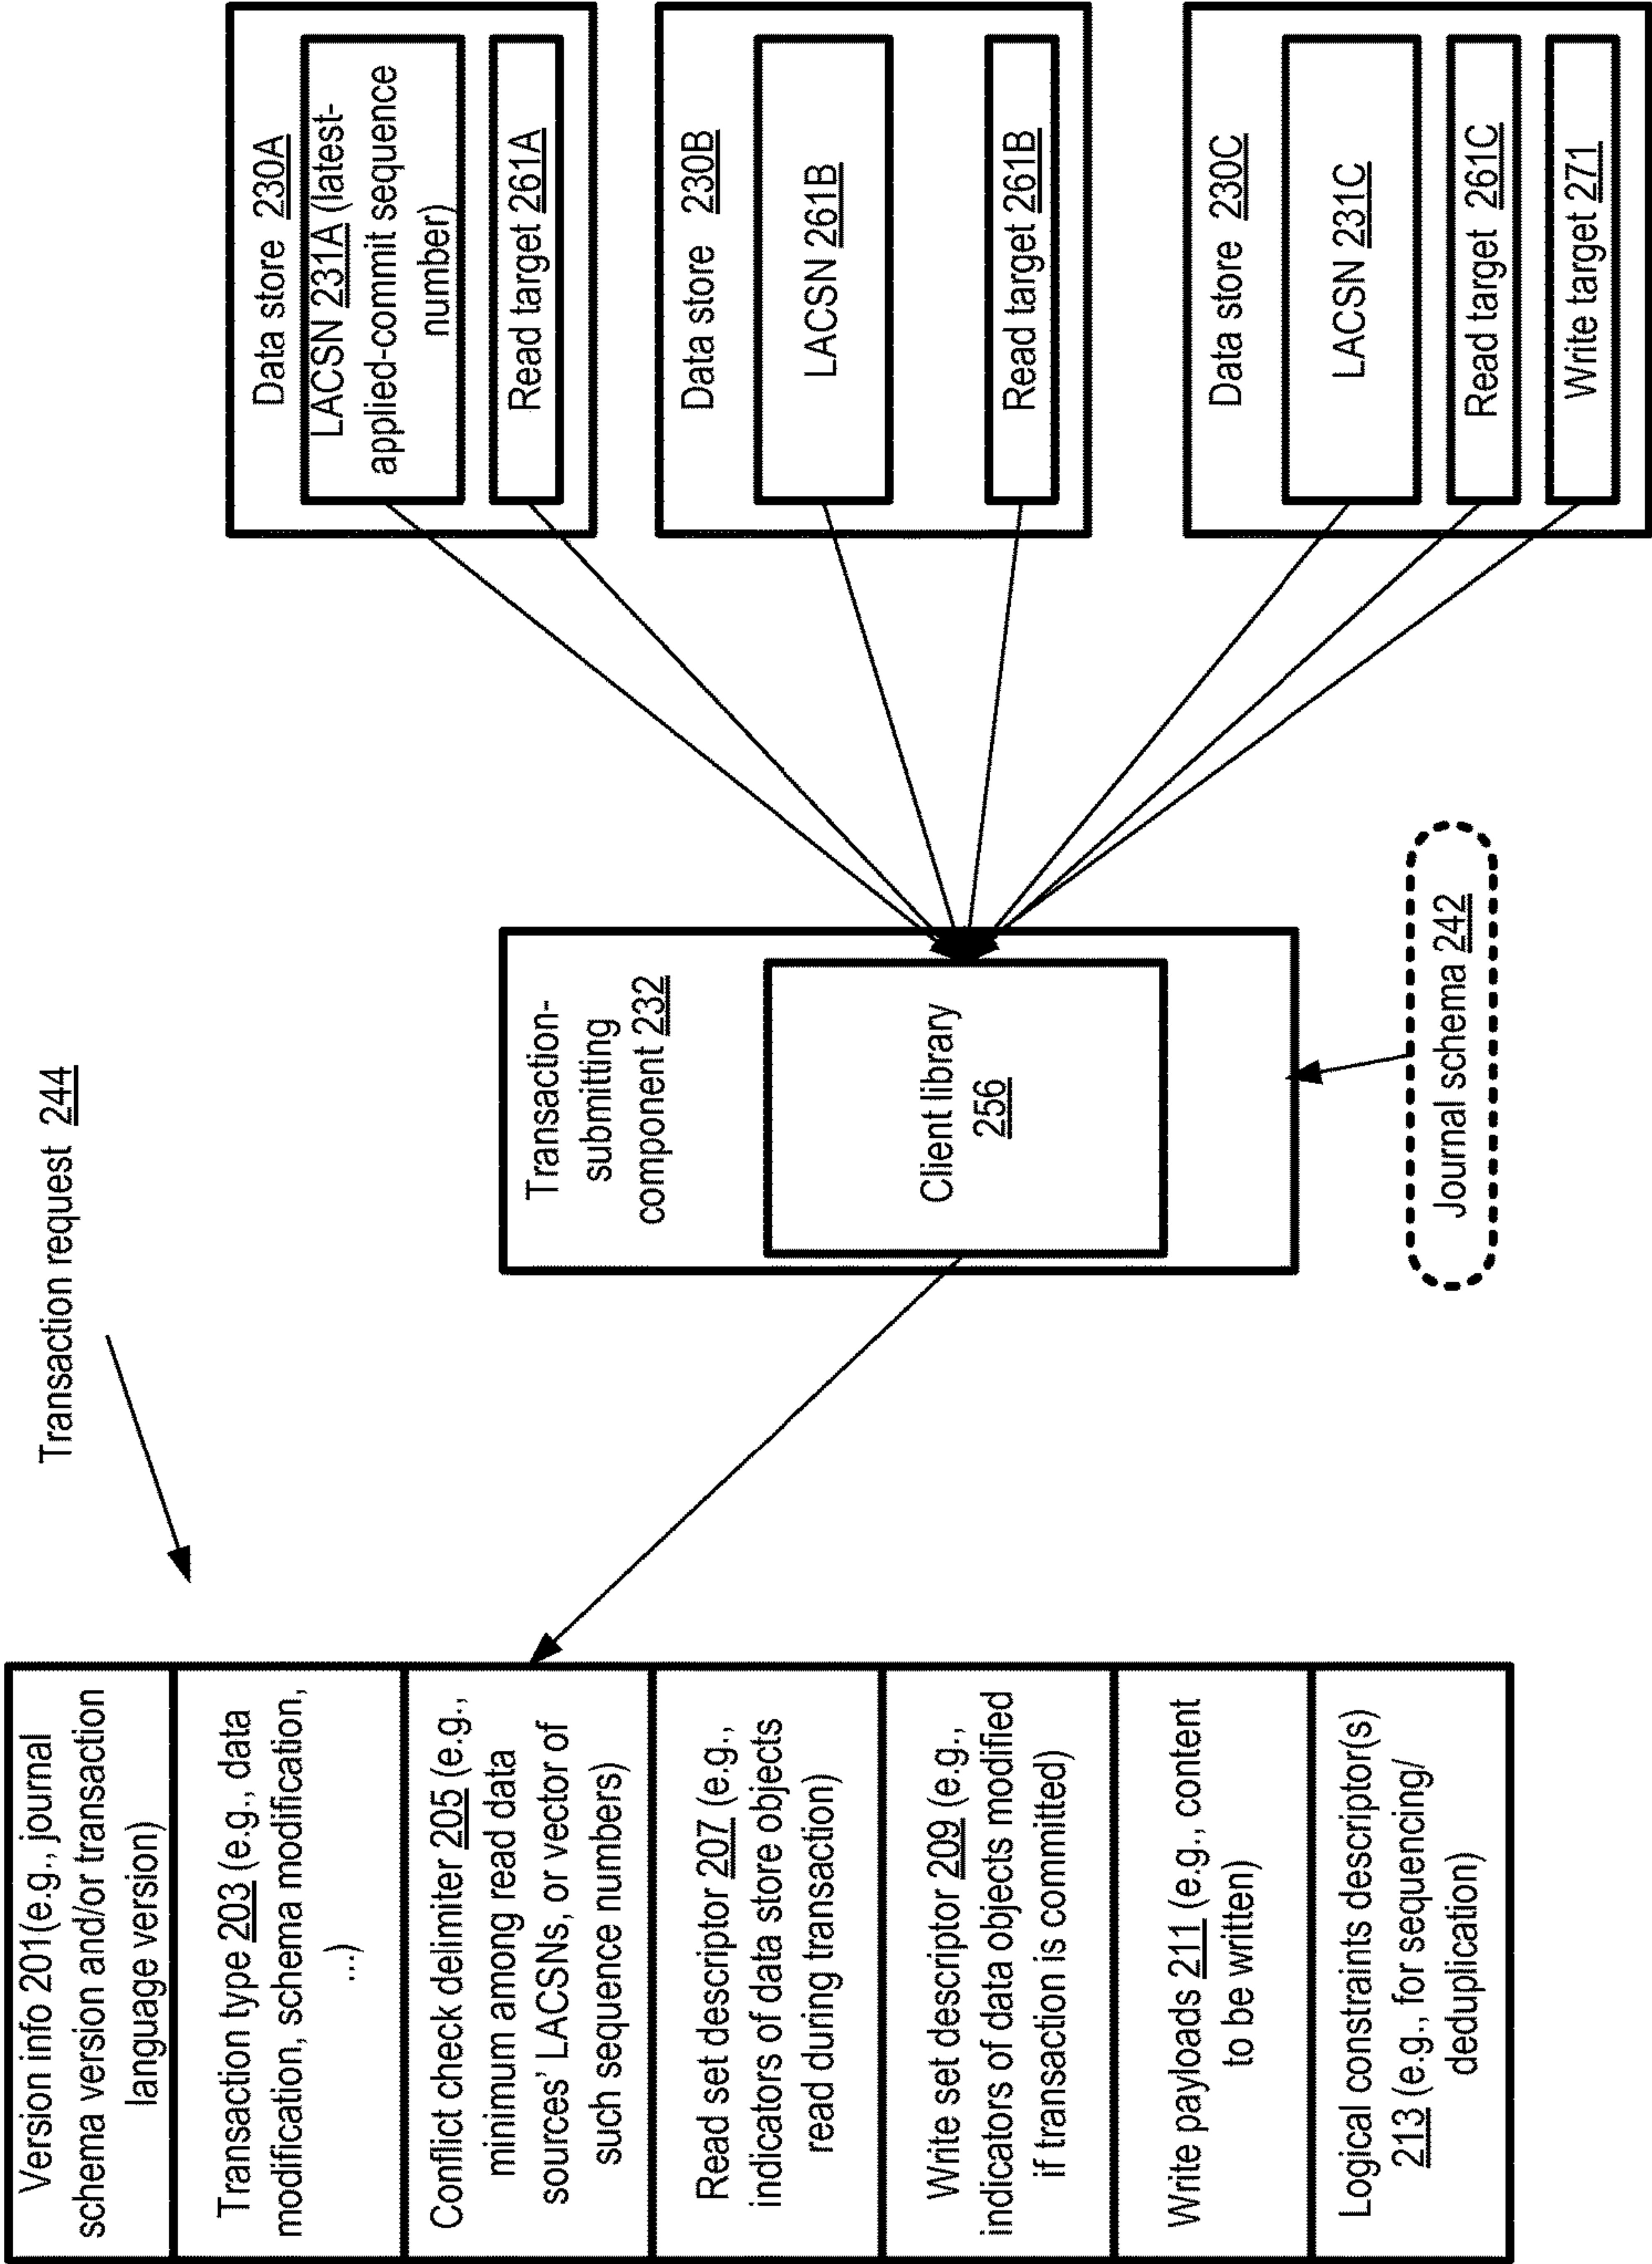 Transaction request 244
Version info 201(e.g., journal
schema version and/or transaction
language version)
Transaction type 203 (e.g., data
modification, schema modification,
…)
Conflict check delimiter 205 (e.g.,
minimum among read data
sources' LACSNs, or vector of
such sequence numbers)
Read set descriptor 207 (e.g.,
indicators of data store objects
read during transaction)
Write set descriptor 209 (e.g.,
indicators of data objects modified
if transaction is committed)
Write payloads 211 (e.g., content
to be written)
Logical constraints descriptor(s)
213 (e.g., for sequencing/
deduplication)
Transaction-
submitting
component 232
Client library
256
Journal schema 242
Data store 230A
LACSN 231A (latest-
applied-commit sequence
number)
Read target 261A
Data store 230B
LACSN 261B
Read target 261B
Data store 230C
LACSN 231C
Read target 261C
Write target 271